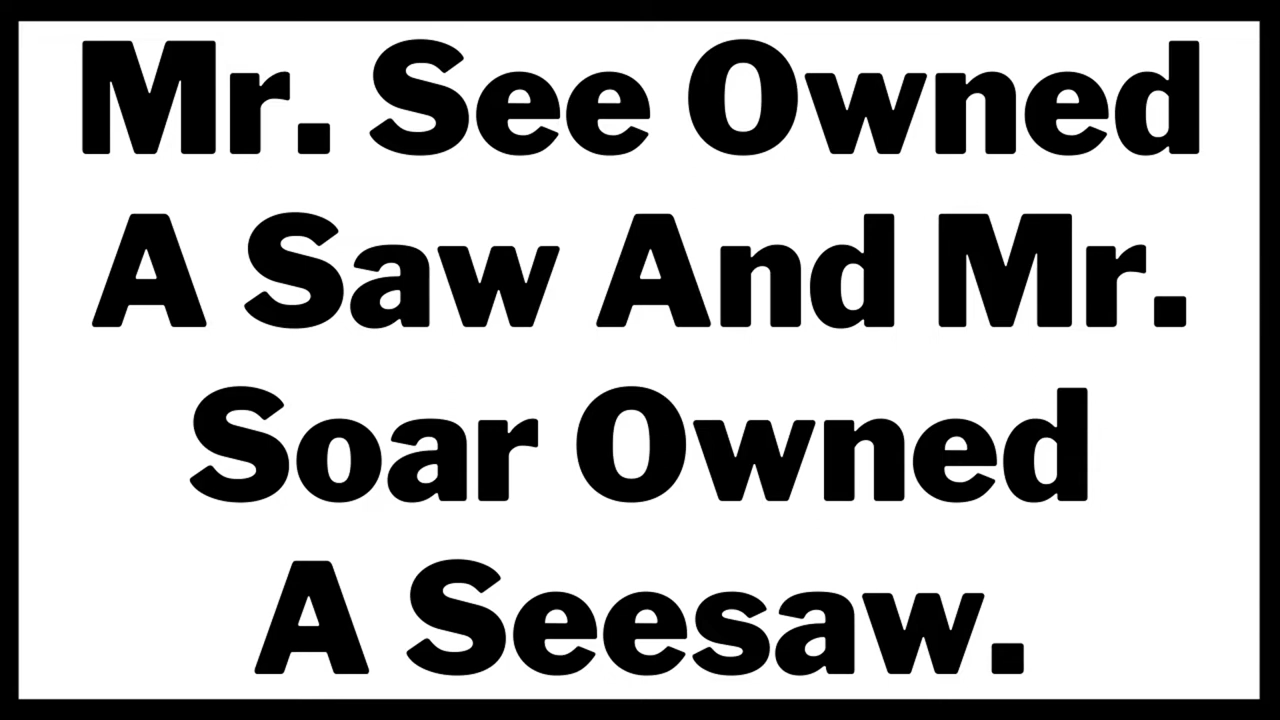 Mr. See Owned
A Saw And Mr.
Soar Owned
A Seesaw.